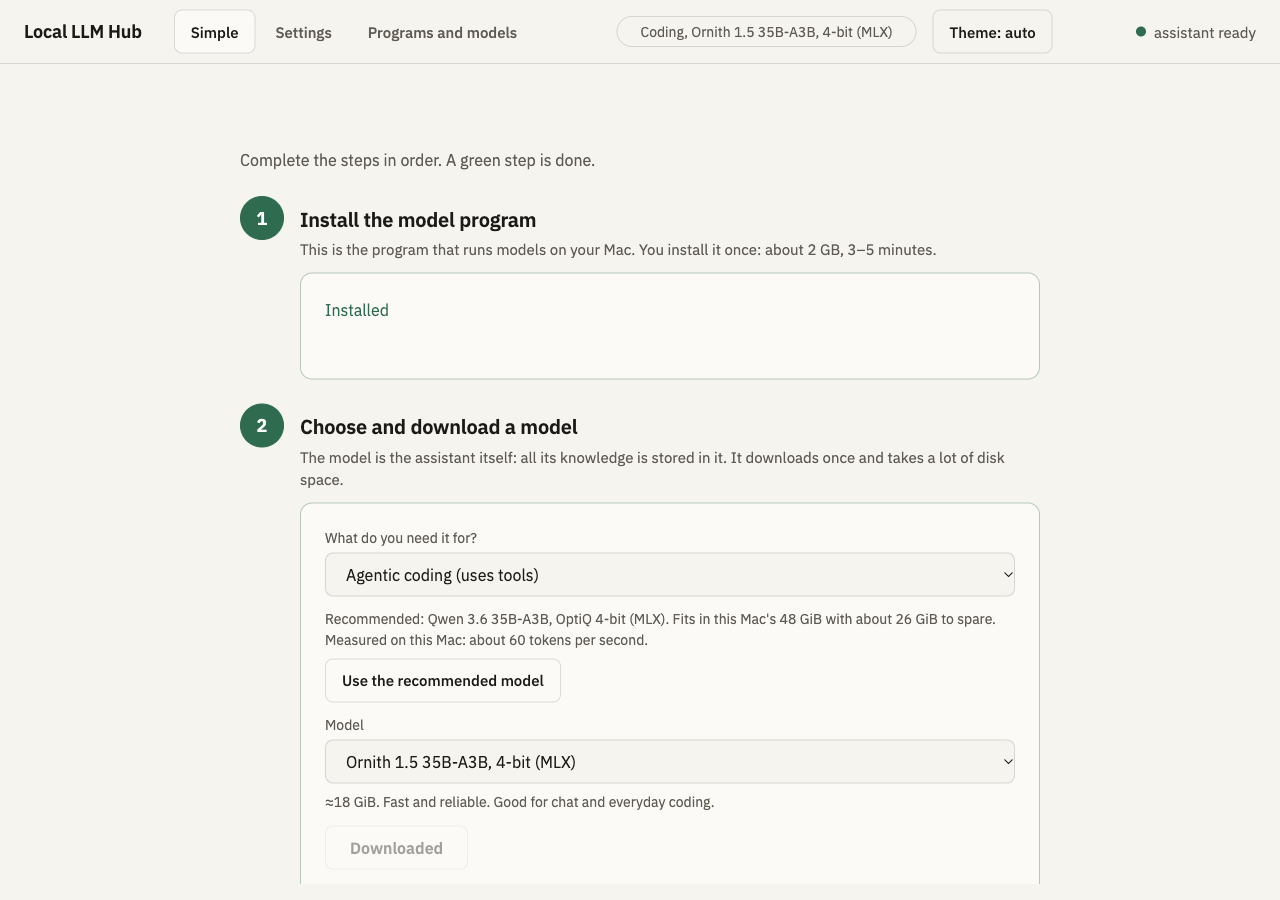 Local LLM Hub
Simple
Settings
Programs and models
Coding, Ornith 1.5 35B-A3B, 4-bit (MLX)
Theme: auto
assistant ready
Complete the steps in order. A green step is done.
1
Install the model program
This is the program that runs models on your Mac. You install it once: about 2 GB, 3–5 minutes.
Installed
2
Choose and download a model
The model is the assistant itself: all its knowledge is stored in it. It downloads once and takes a lot of disk
space.
What do you need it for?
Agentic coding (uses tools)
Recommended: Qwen 3.6 35B-A3B, OptiQ 4-bit (MLX). Fits in this Mac's 48 GiB with about 26 GiB to spare.
Measured on this Mac: about 60 tokens per second.
Use the recommended model
Model
Ornith 1.5 35B-A3B, 4-bit (MLX)
≈18 GiB. Fast and reliable. Good for chat and everyday coding.
Downloaded